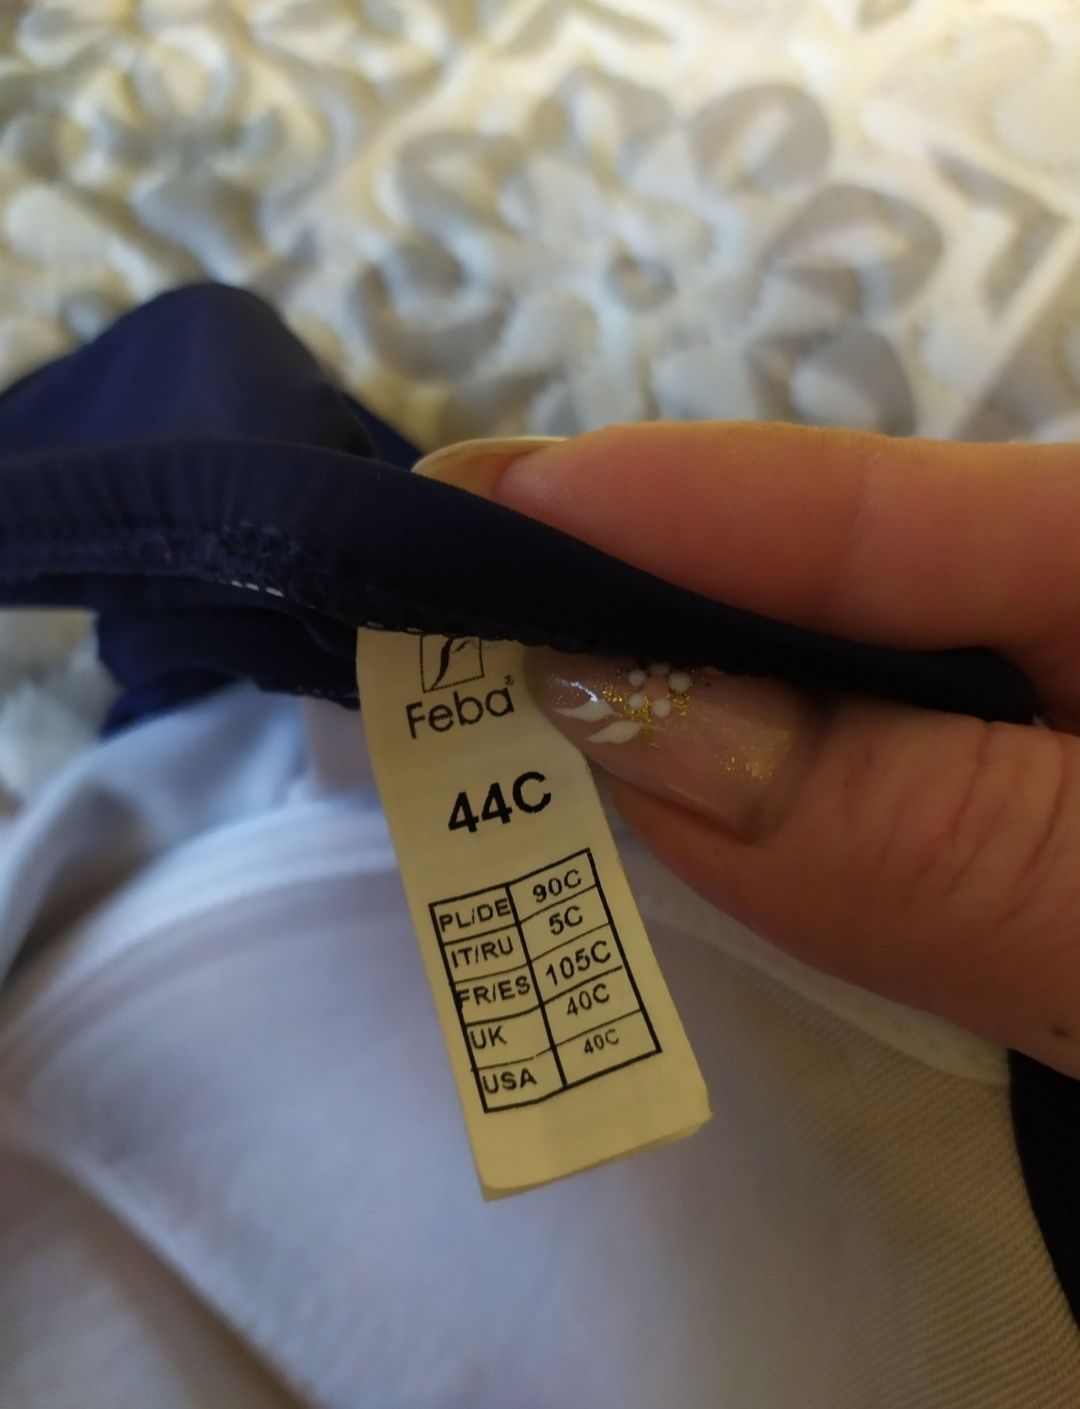 Feba®
44C
PL/DE 90C
IT/RU 5C
FR/ES 105C
UK 40C
USA 40C